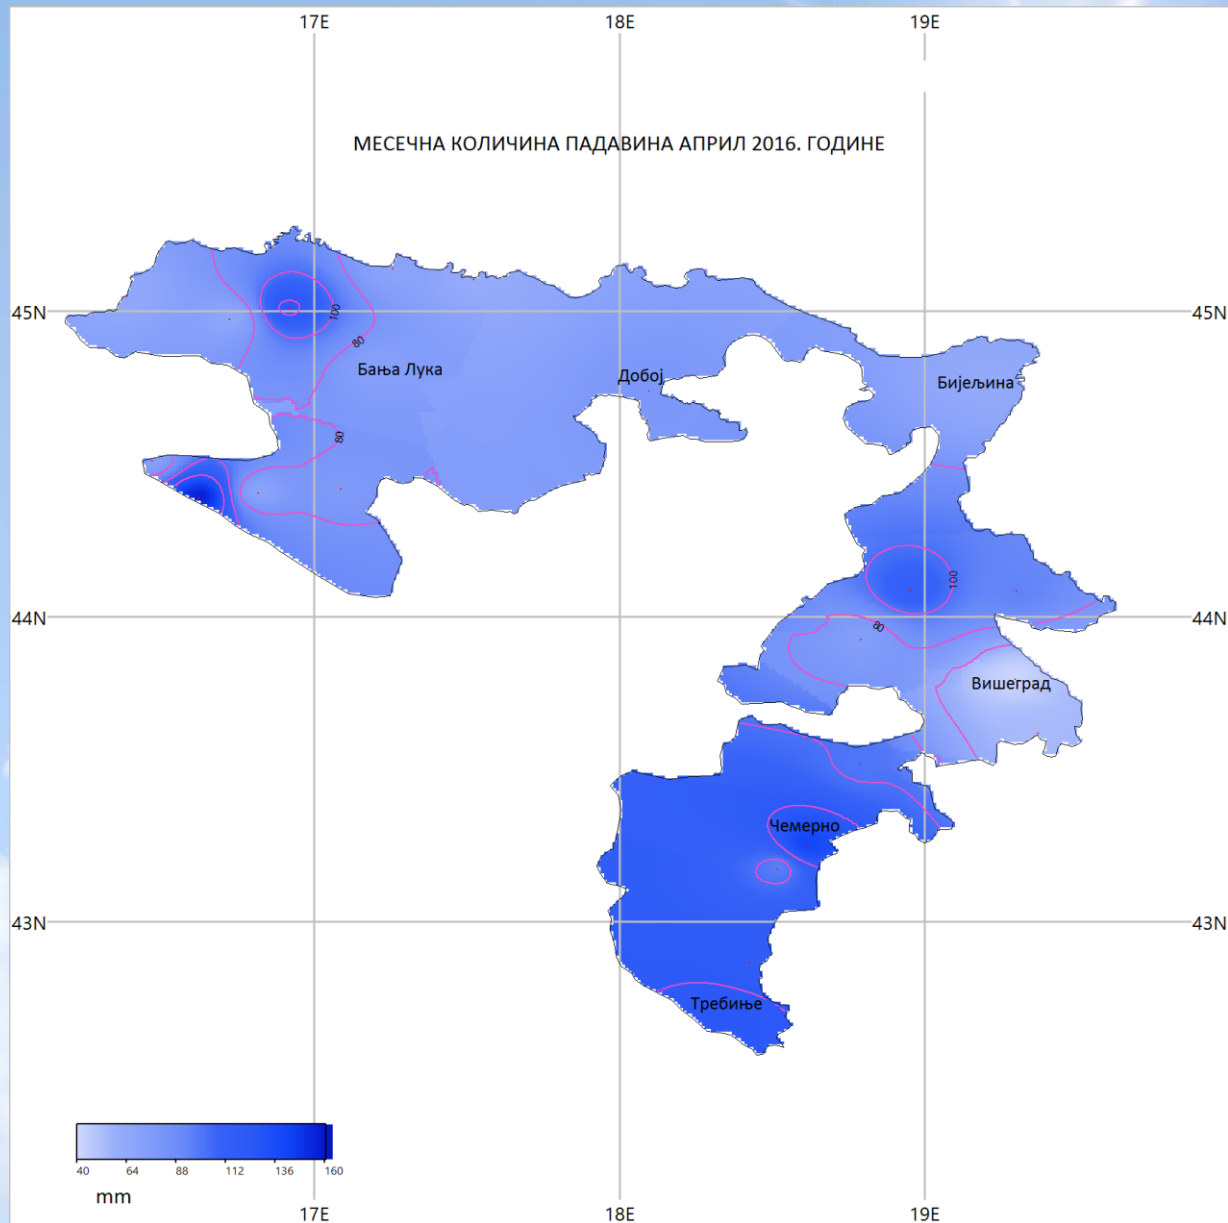 17E 18E 19E
МЕСЕЧНА КОЛИЧИНА ПАДАВИНА АПРИЛ 2016. ГОДИНЕ
45N 100 45N
80
Бања Лука
Добој
Бијељина
80
100
44N 44N
80
Вишеград
Чемерно
43N 43N
Требиње
40 64 88 112 136 160
mm
17E 18E 19E